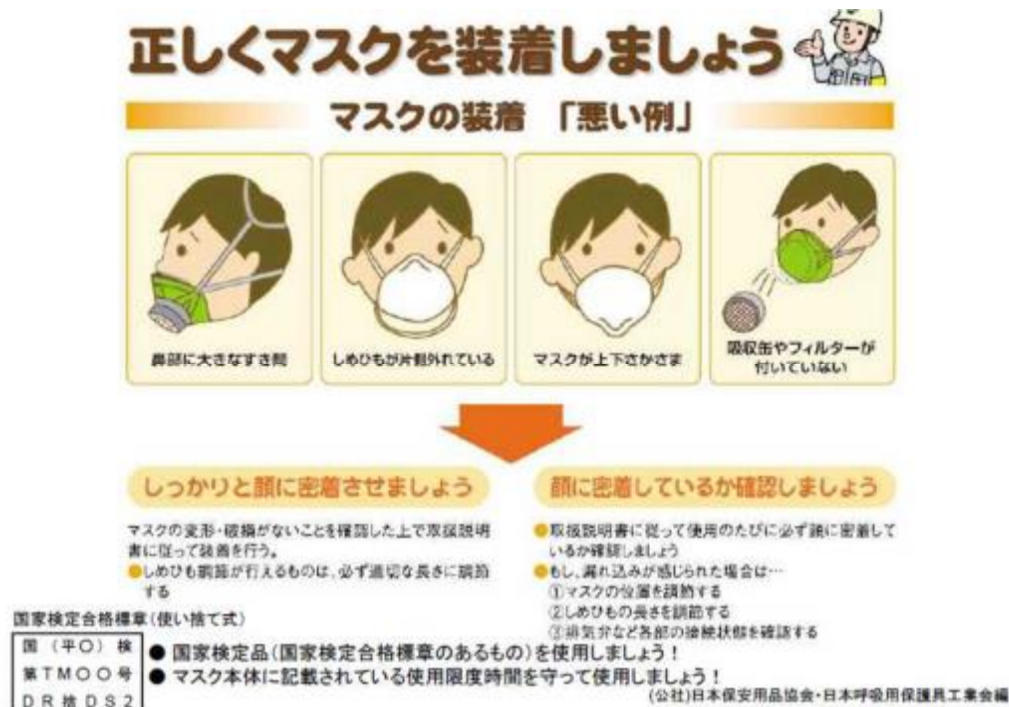 正しくマスクを装着しましょう
マスクの装着 「悪い例」
鼻部に大きなすき間
しめひもが片側外れている
マスクが上下さかさま
吸収缶やフィルターが
付いていない
しっかりと顔に密着させましょう
マスクの変形・破損がないことを確認した上で取扱説明
書に従って装着を行う。
●しめひも調節が行えるものは、必ず適切な長さに調節
する
顔に密着しているか確認しましょう
●取扱説明書に従って使用のたびに必ず顔に密着して
いるか確認しましょう
●もし、漏れ込みが感じられた場合は…
①マスクの位置を調節する
②しめひもの長さを調節する
③排気弁など各部の接続状態を確認する
国家検定合格標章(使い捨て式)
国 (平〇) 検
第TM〇〇号
DR捨DS2
● 国家検定品(国家検定合格標章のあるもの)を使用しましょう!
● マスク本体に記載されている使用限度時間を守って使用しましょう!
(公社)日本保安用品協会・日本呼吸用保護具工業会編